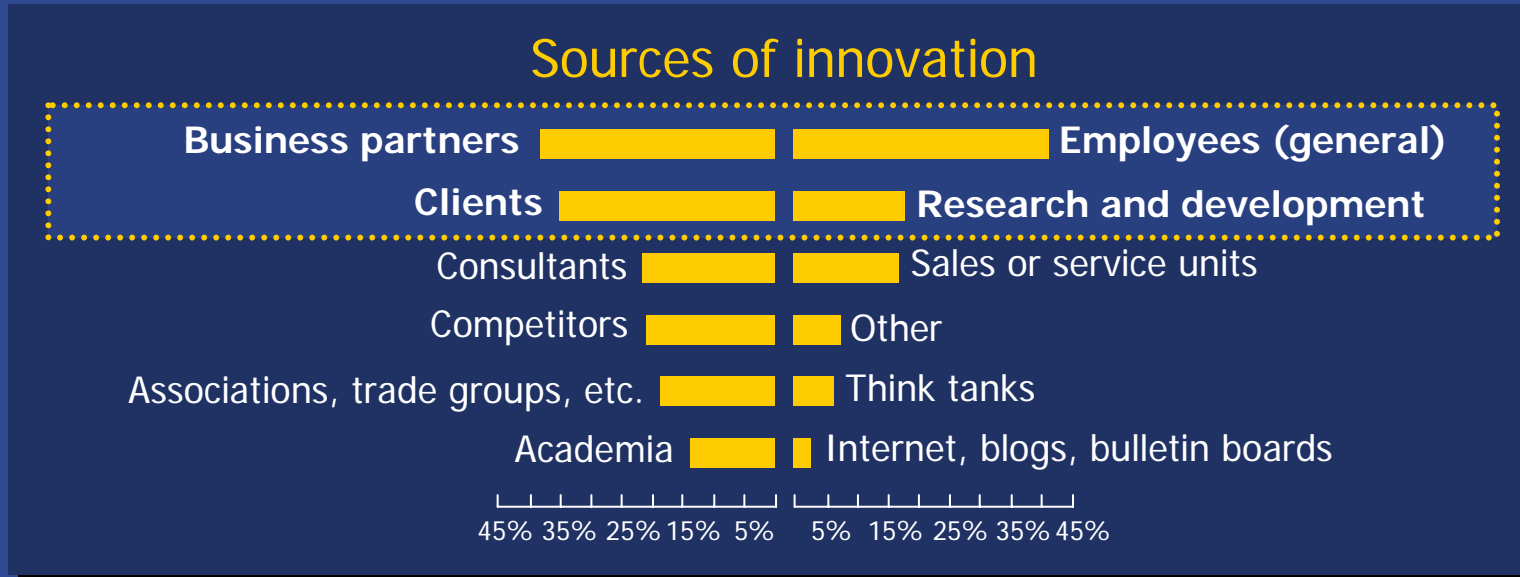 Sources of innovation
Business partners Employees (general)
Clients Research and development
Consultants Sales or service units
Competitors Other
Associations, trade groups, etc. Think tanks
Academia Internet, blogs, bulletin boards
45% 35% 25% 15% 5% 5% 15% 25% 35% 45%